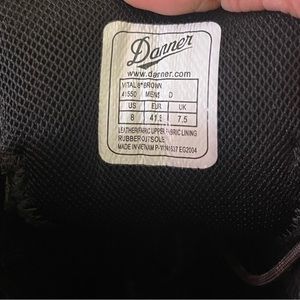 Danner
www.danner.com
VITAL 8" BROWN
41550 MENS D
US EUR UK
8 41.5 7.5
LEATHER/FABRIC UPPER FABRIC LINING
RUBBER OUTSOLE
MADE IN VIETNAM EG2004